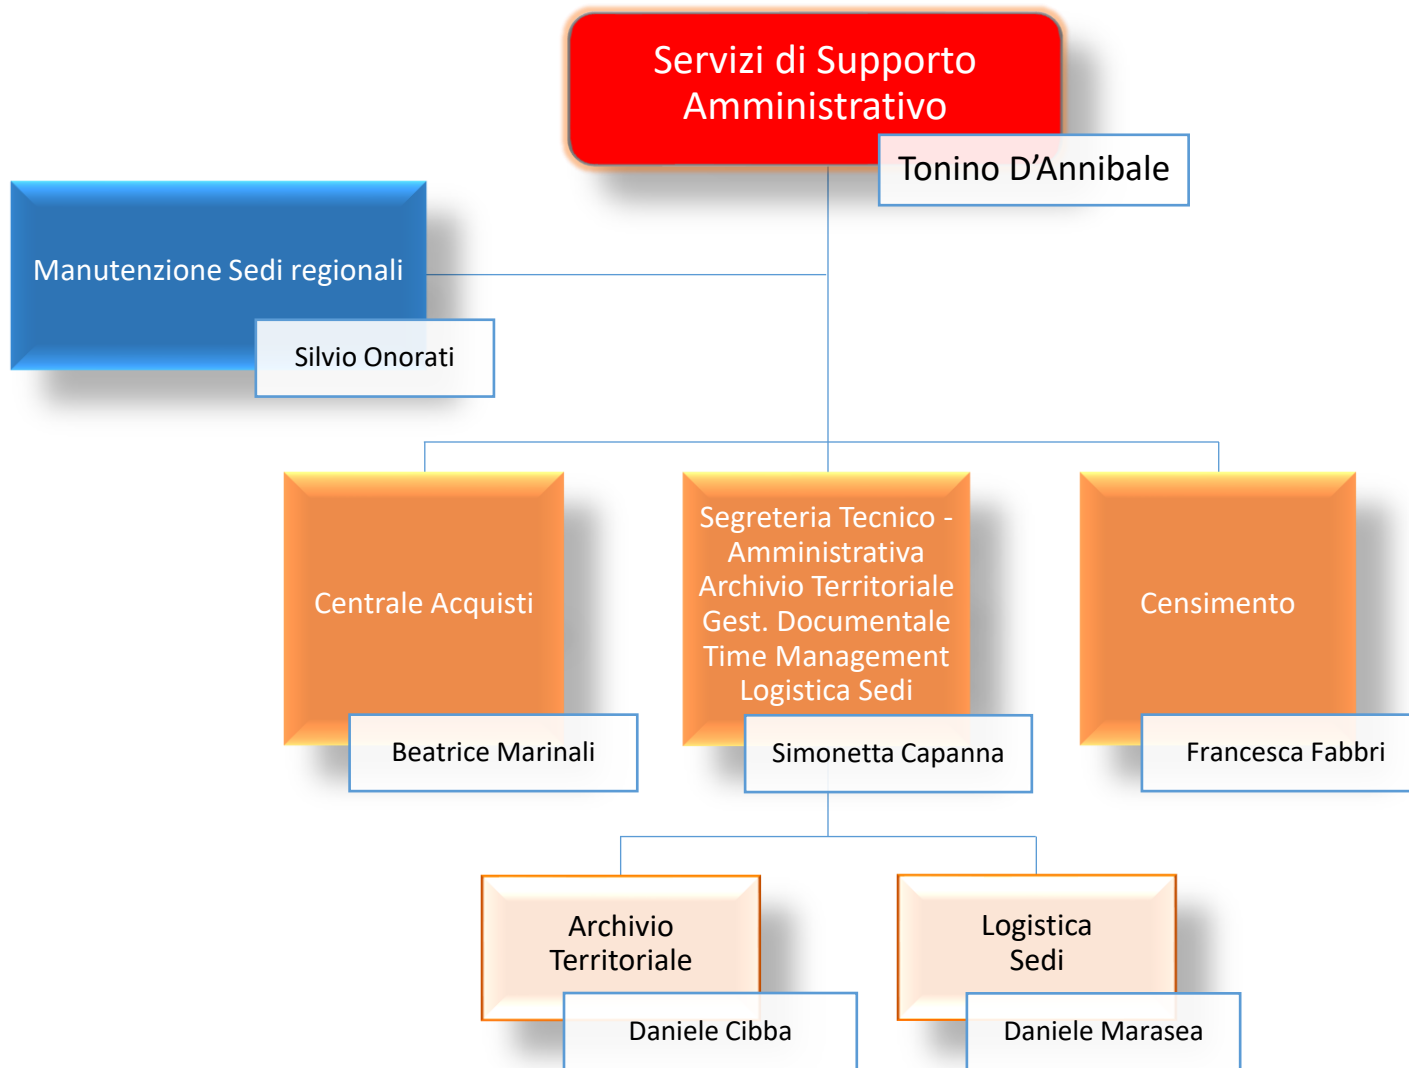 Servizi di Supporto
Amministrativo
Tonino D’Annibale
Manutenzione Sedi regionali
Silvio Onorati
Centrale Acquisti
Beatrice Marinali
Segreteria Tecnico -
Amministrativa
Archivio Territoriale
Gest. Documentale
Time Management
Logistica Sedi
Simonetta Capanna
Censimento
Francesca Fabbri
Archivio
Territoriale
Daniele Cibba
Logistica
Sedi
Daniele Marasea